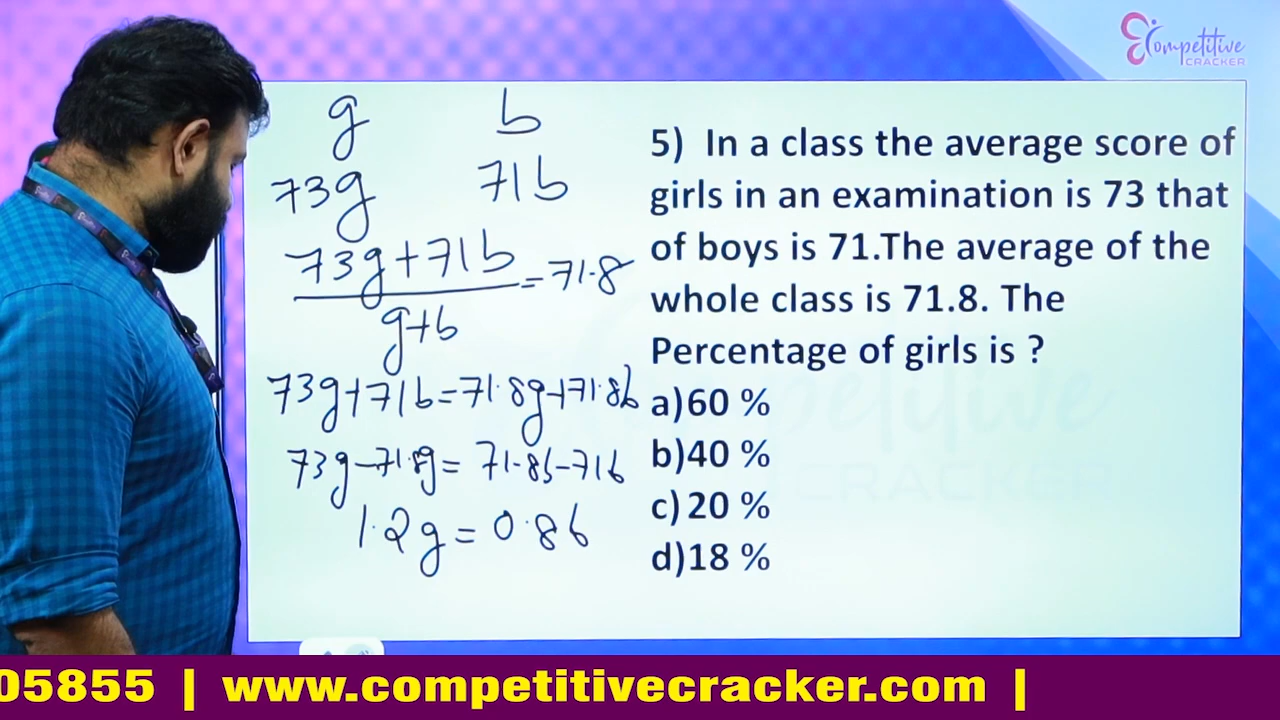 Competitive
CRACKER
g b
73g 71b
73g+71b
=71.8
g+b
73g+71b=71.8g+71.8b
73g-71.8g= 71.8b-71b
1.2g = 0.8b
5) In a class the average score of
girls in an examination is 73 that
of boys is 71.The average of the
whole class is 71.8. The
Percentage of girls is ?
a)60 %
b)40 %
c)20 %
d)18 %
05855 | www.competitivecracker.com |